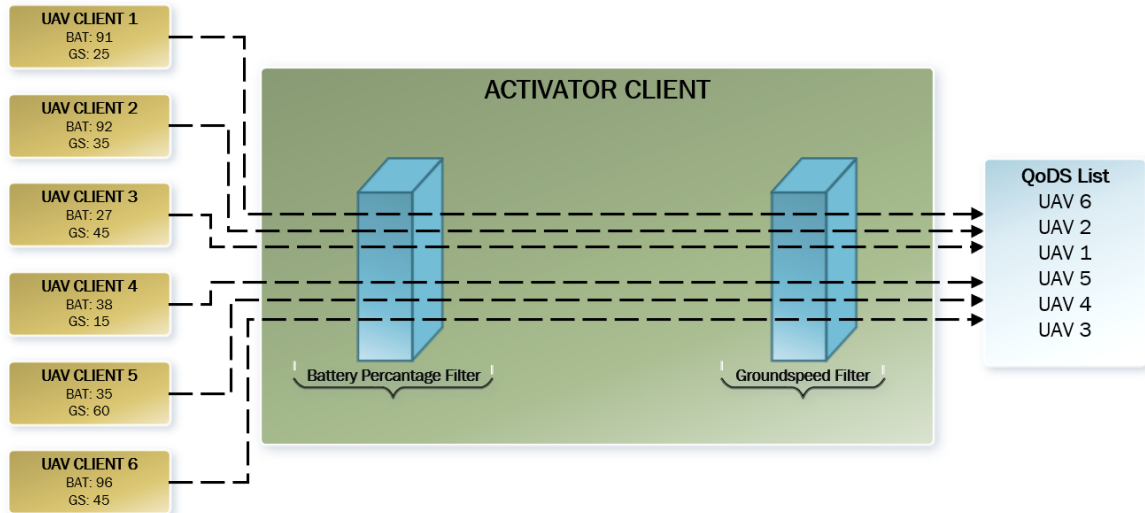 UAV CLIENT 1
BAT: 91
GS: 25
UAV CLIENT 2
BAT: 92
GS: 35
UAV CLIENT 3
BAT: 27
GS: 45
UAV CLIENT 4
BAT: 38
GS: 15
UAV CLIENT 5
BAT: 35
GS: 60
UAV CLIENT 6
BAT: 96
GS: 45
ACTIVATOR CLIENT
Battery Percantage Filter
Groundspeed Filter
QoDS List
UAV 6
UAV 2
UAV 1
UAV 5
UAV 4
UAV 3